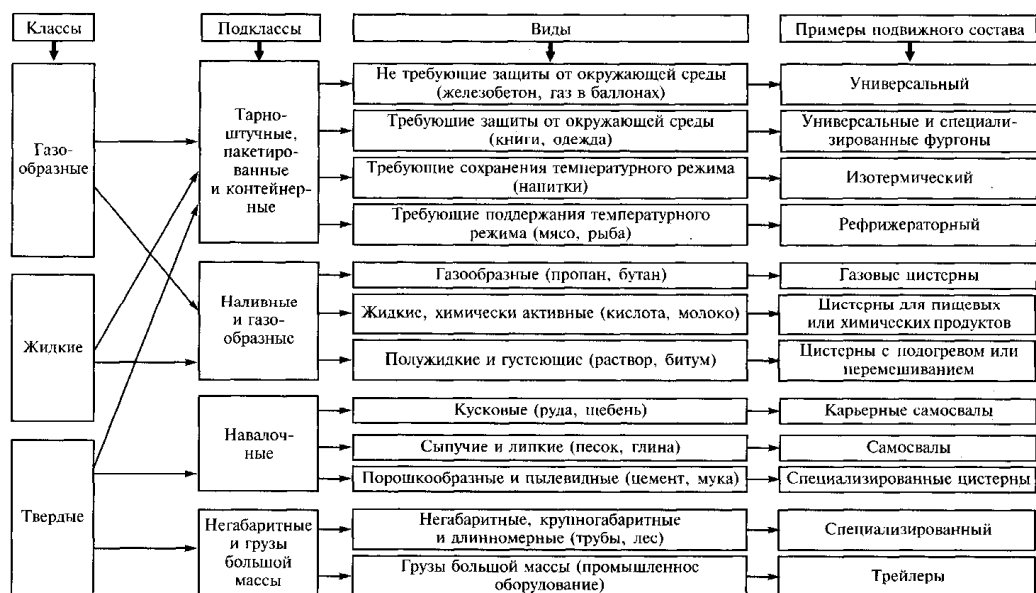 Классы
Подклассы
Виды
Примеры подвижного состава
Газо-
образные
Жидкие
Твердые
Тарно-
штучные,
пакетиро-
ванные
и контейнер-
ные
Наливные
и газо-
образные
Навалоч-
ные
Негабаритные
и грузы
большой
массы
Не требующие защиты от окружающей среды
(железобетон, газ в баллонах)
Универсальный
Требующие защиты от окружающей среды
(книги, одежда)
Универсальные и специали-
зированные фургоны
Требующие сохранения температурного режима
(напитки)
Изотермический
Требующие поддержания температурного
режима (мясо, рыба)
Рефрижераторный
Газообразные (пропан, бутан)
Газовые цистерны
Жидкие, химически активные (кислота, молоко)
Цистерны для пищевых
или химических продуктов
Полужидкие и густеющие (раствор, битум)
Цистерны с подогревом или
перемешиванием
Кусковые (руда, щебень)
Карьерные самосвалы
Сыпучие и липкие (песок, глина)
Самосвалы
Порошкообразные и пылевидные (цемент, мука)
Специализированные цистерны
Негабаритные, крупногабаритные
и длинномерные (трубы, лес)
Специализированный
Грузы большой массы (промышленное
оборудование)
Трейлеры